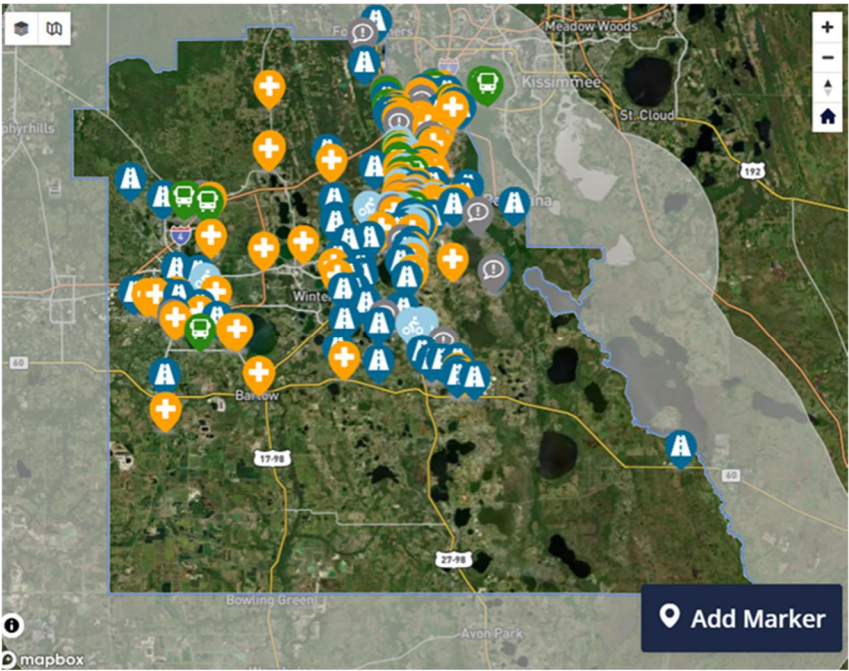 Meadow Woods
Kissimmee
St. Cloud
192
4
Winter
60
Bartow
17-98
60
27-98
Bowling Green
Add Marker
Avon Park
mapbox